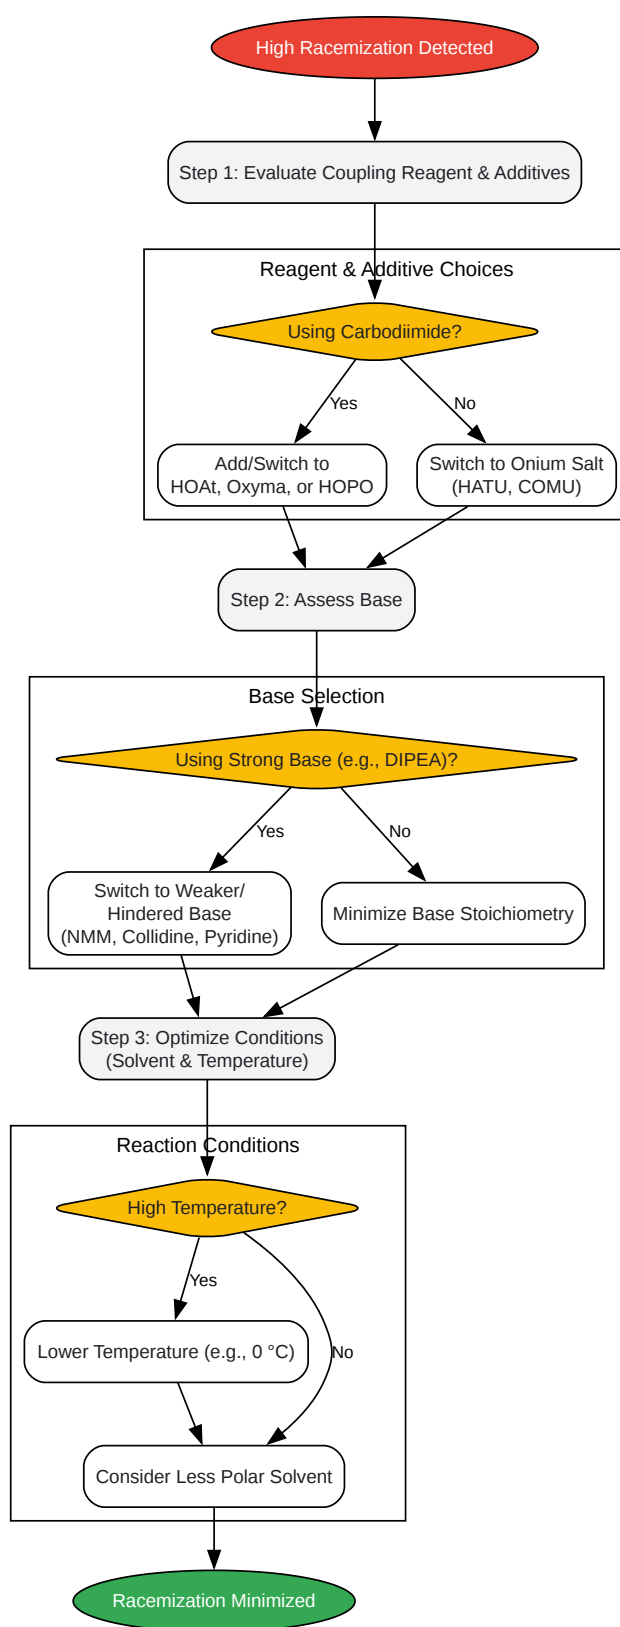 High Racemization Detected
Step 1: Evaluate Coupling Reagent & Additives
Reagent & Additive Choices
Using Carbodiimide?
Yes
No
Add/Switch to
HOAt, Oxyma, or HOPO
Switch to Onium Salt
(HATU, COMU)
Step 2: Assess Base
Base Selection
Using Strong Base (e.g., DIPEA)?
Yes
No
Switch to Weaker/
Hindered Base
(NMM, Collidine, Pyridine)
Minimize Base Stoichiometry
Step 3: Optimize Conditions
(Solvent & Temperature)
Reaction Conditions
High Temperature?
Yes
Lower Temperature (e.g., 0 °C)
No
Consider Less Polar Solvent
Racemization Minimized